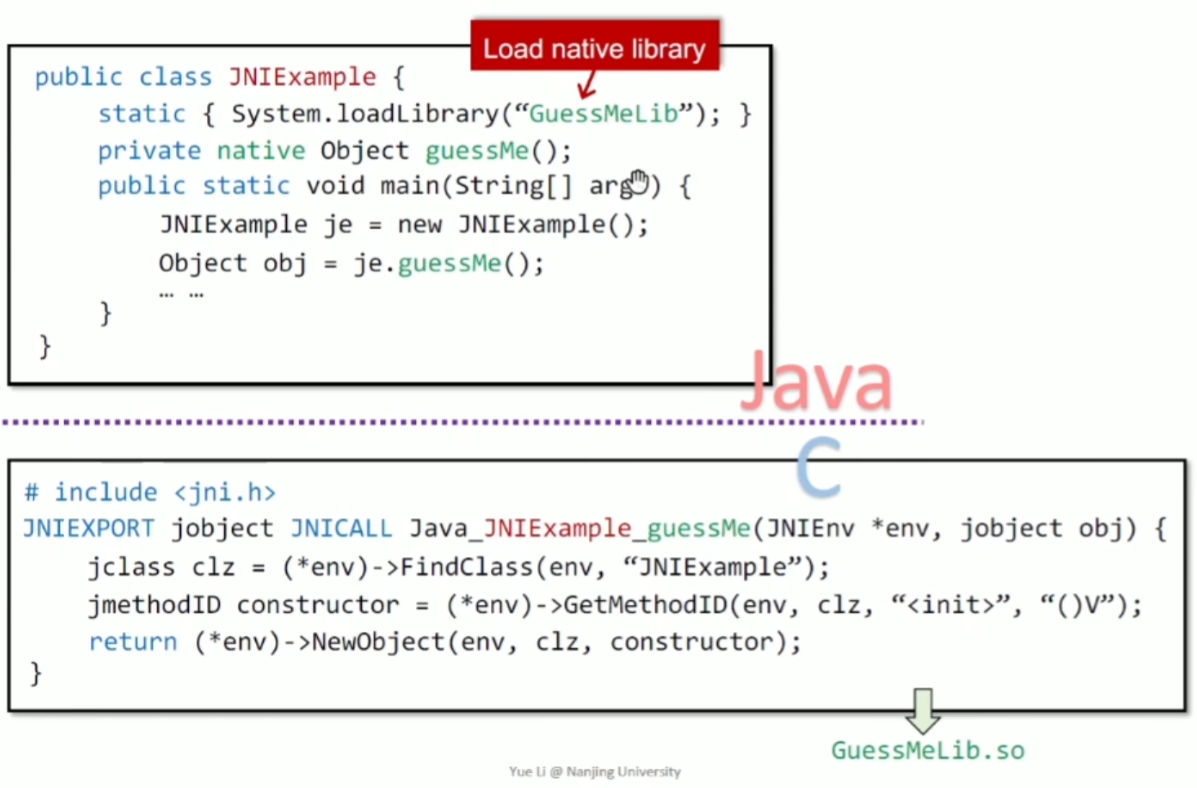 Load native library
public class JNIExample {
static { System.loadLibrary(“GuessMeLib”); }
private native Object guessMe();
public static void main(String[] arg) {
JNIExample je = new JNIExample();
Object obj = je.guessMe();
… …
}
}
Java
C
# include <jni.h>
JNIEXPORT jobject JNICALL Java_JNIExample_guessMe(JNIEnv *env, jobject obj) {
jclass clz = (*env)->FindClass(env, “JNIExample”);
jmethodID constructor = (*env)->GetMethodID(env, clz, “<init>”, “()V”);
return (*env)->NewObject(env, clz, constructor);
}
GuessMeLib.so
Yue Li @ Nanjing University